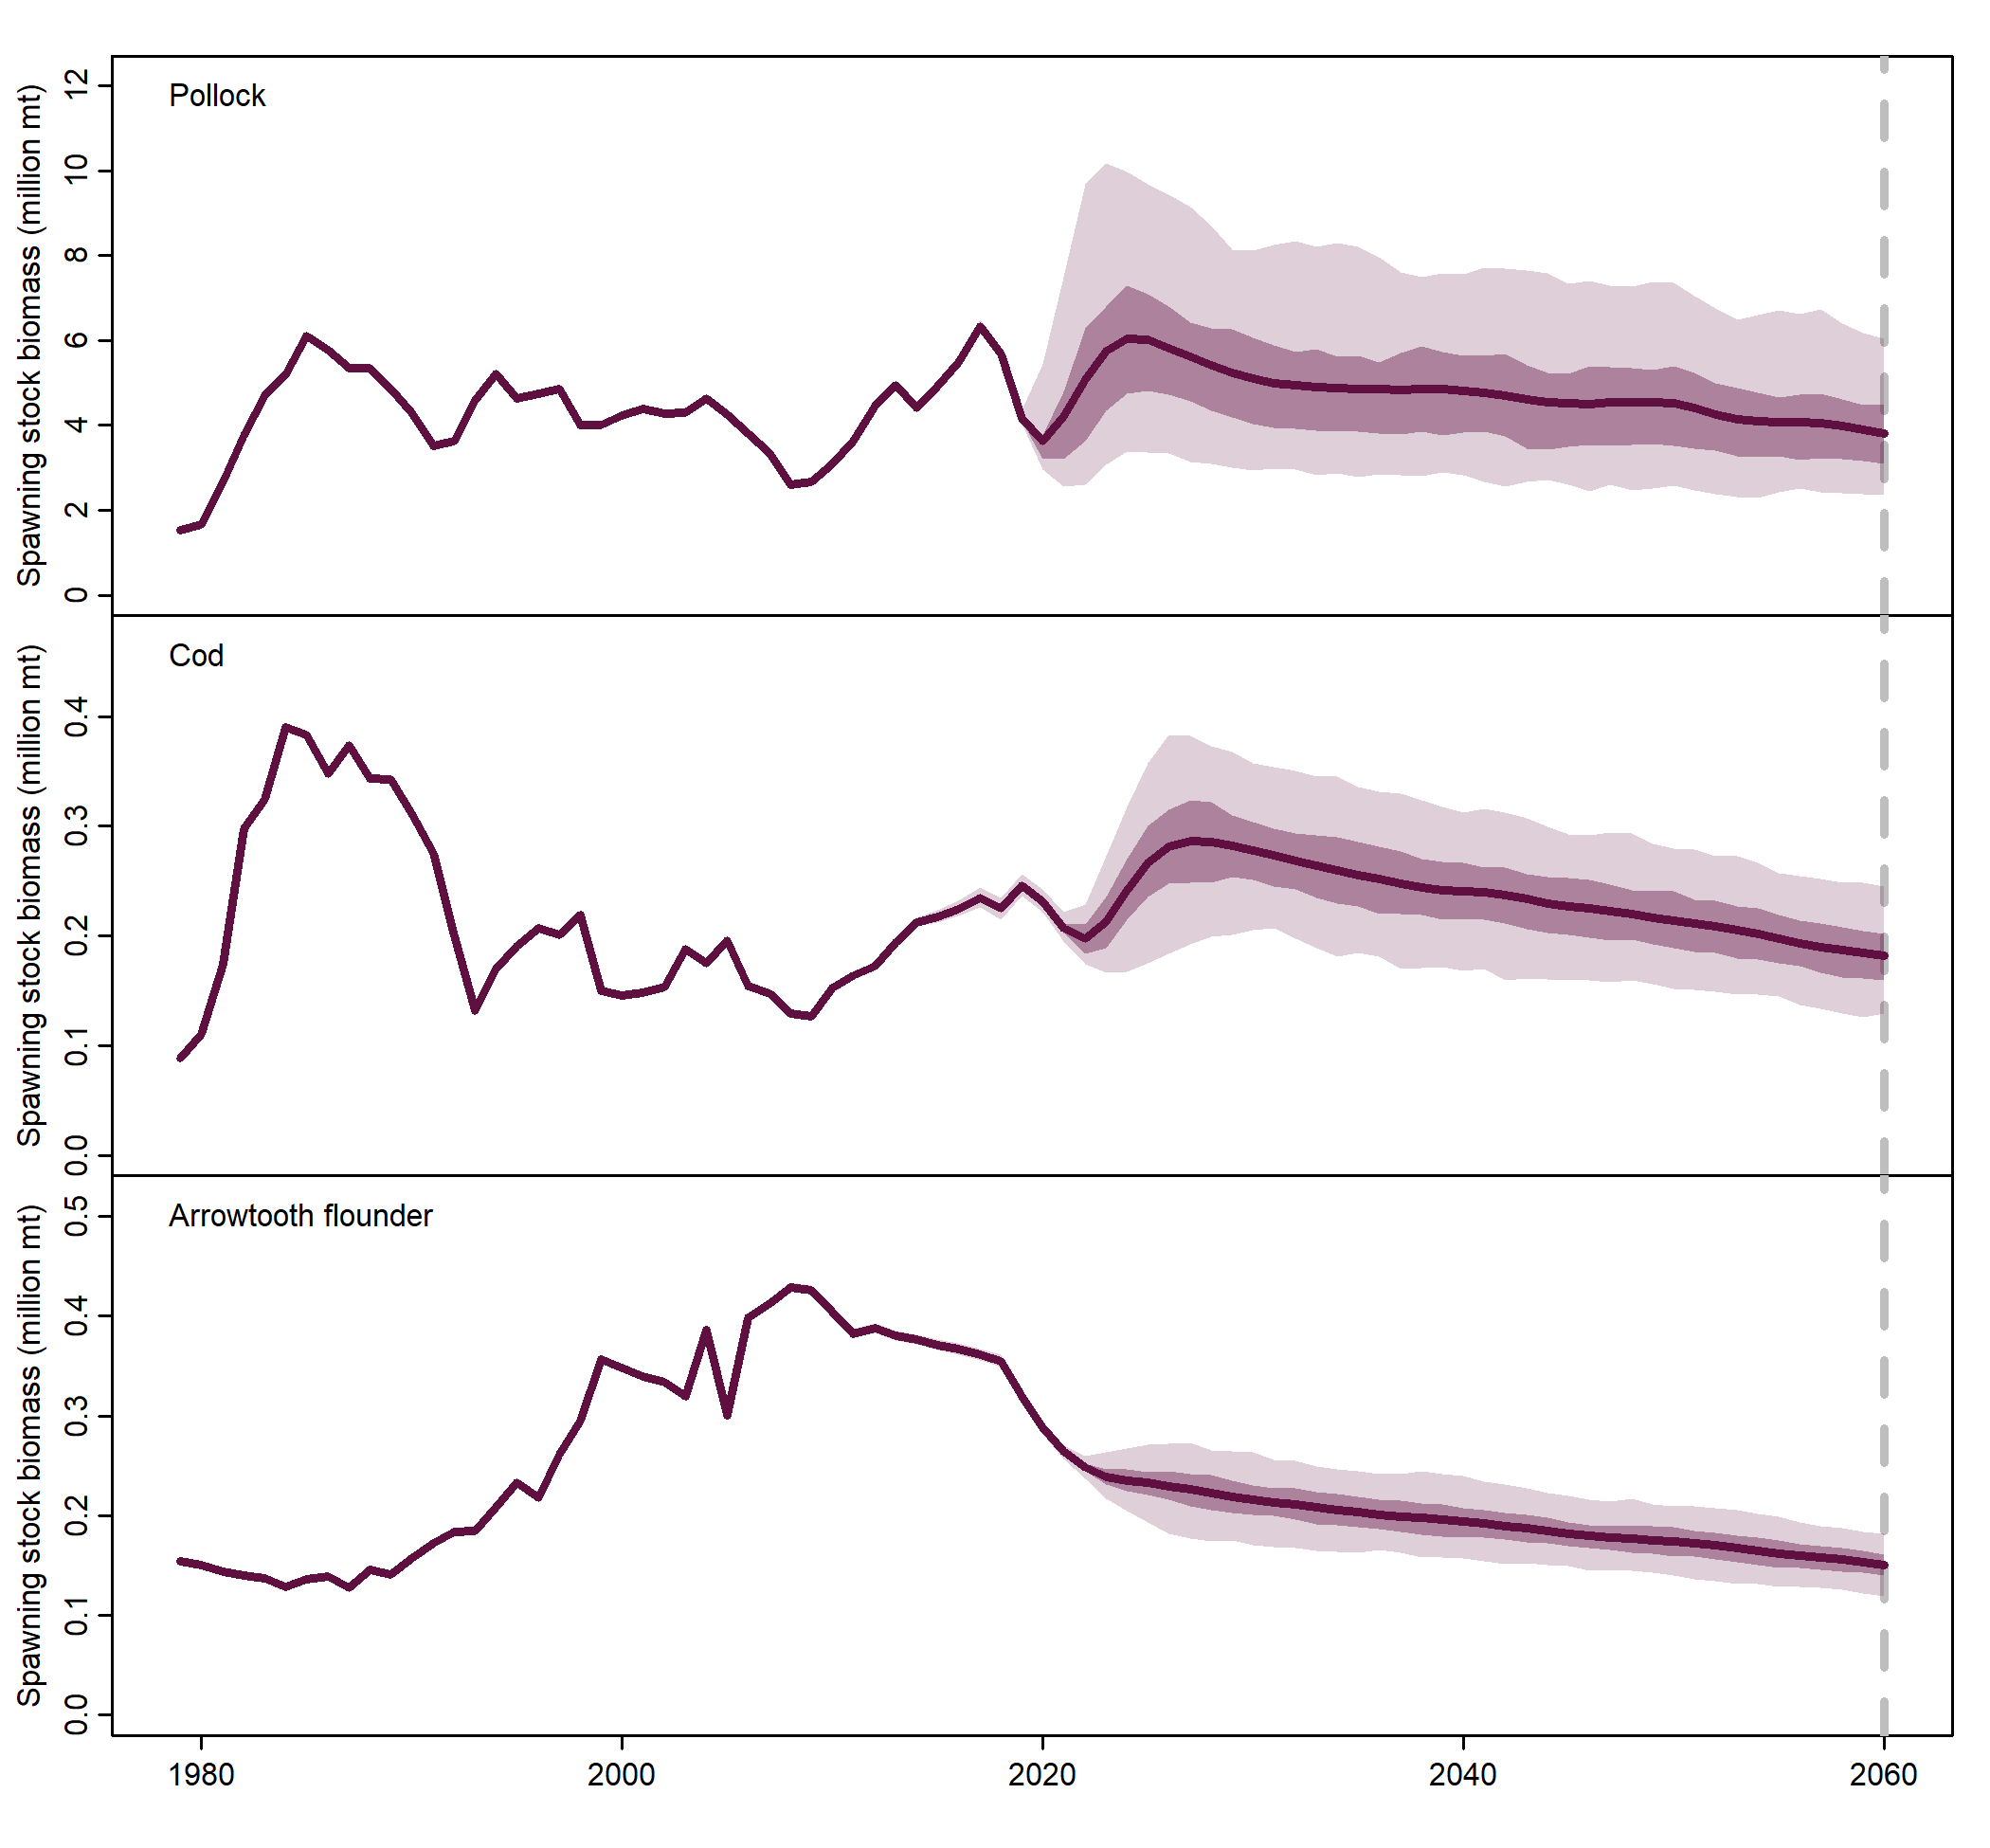 Pollock
Spawning stock biomass (million mt)
12
10
8
6
4
2
0
Cod
Spawning stock biomass (million mt)
0.4
0.3
0.2
0.1
0.0
Arrowtooth flounder
Spawning stock biomass (million mt)
0.5
0.4
0.3
0.2
0.1
0.0
1980 2000 2020 2040 2060